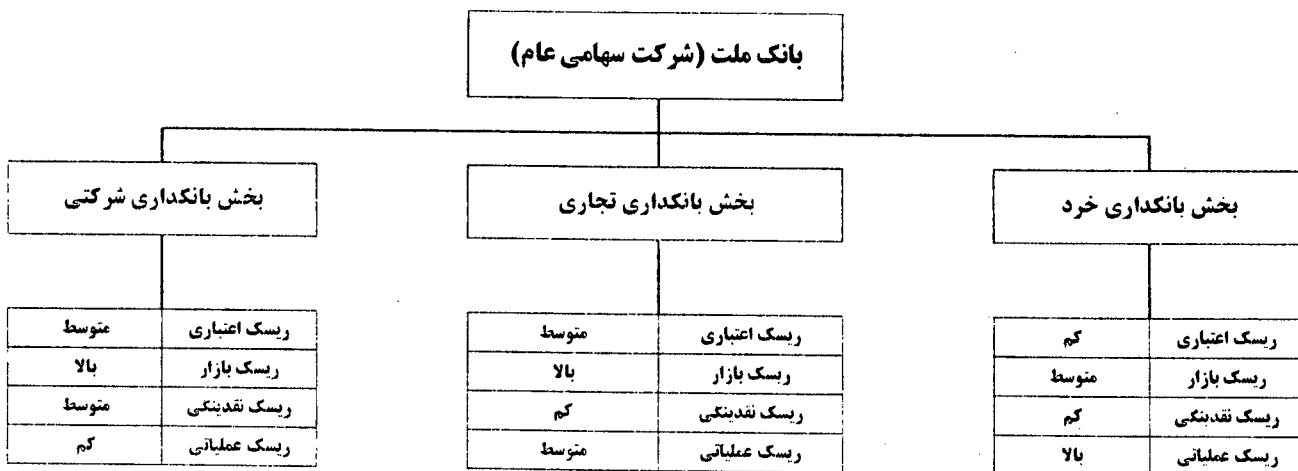 بانک ملت (شرکت سهامی عام)
بخش بانکداری خرد
بخش بانکداری تجاری
بخش بانکداری شرکتی
ریسک اعتباری کم
ریسک بازار متوسط
ریسک نقدینگی کم
ریسک عملیاتی بالا
ریسک اعتباری متوسط
ریسک بازار بالا
ریسک نقدینگی کم
ریسک عملیاتی متوسط
ریسک اعتباری متوسط
ریسک بازار بالا
ریسک نقدینگی متوسط
ریسک عملیاتی کم